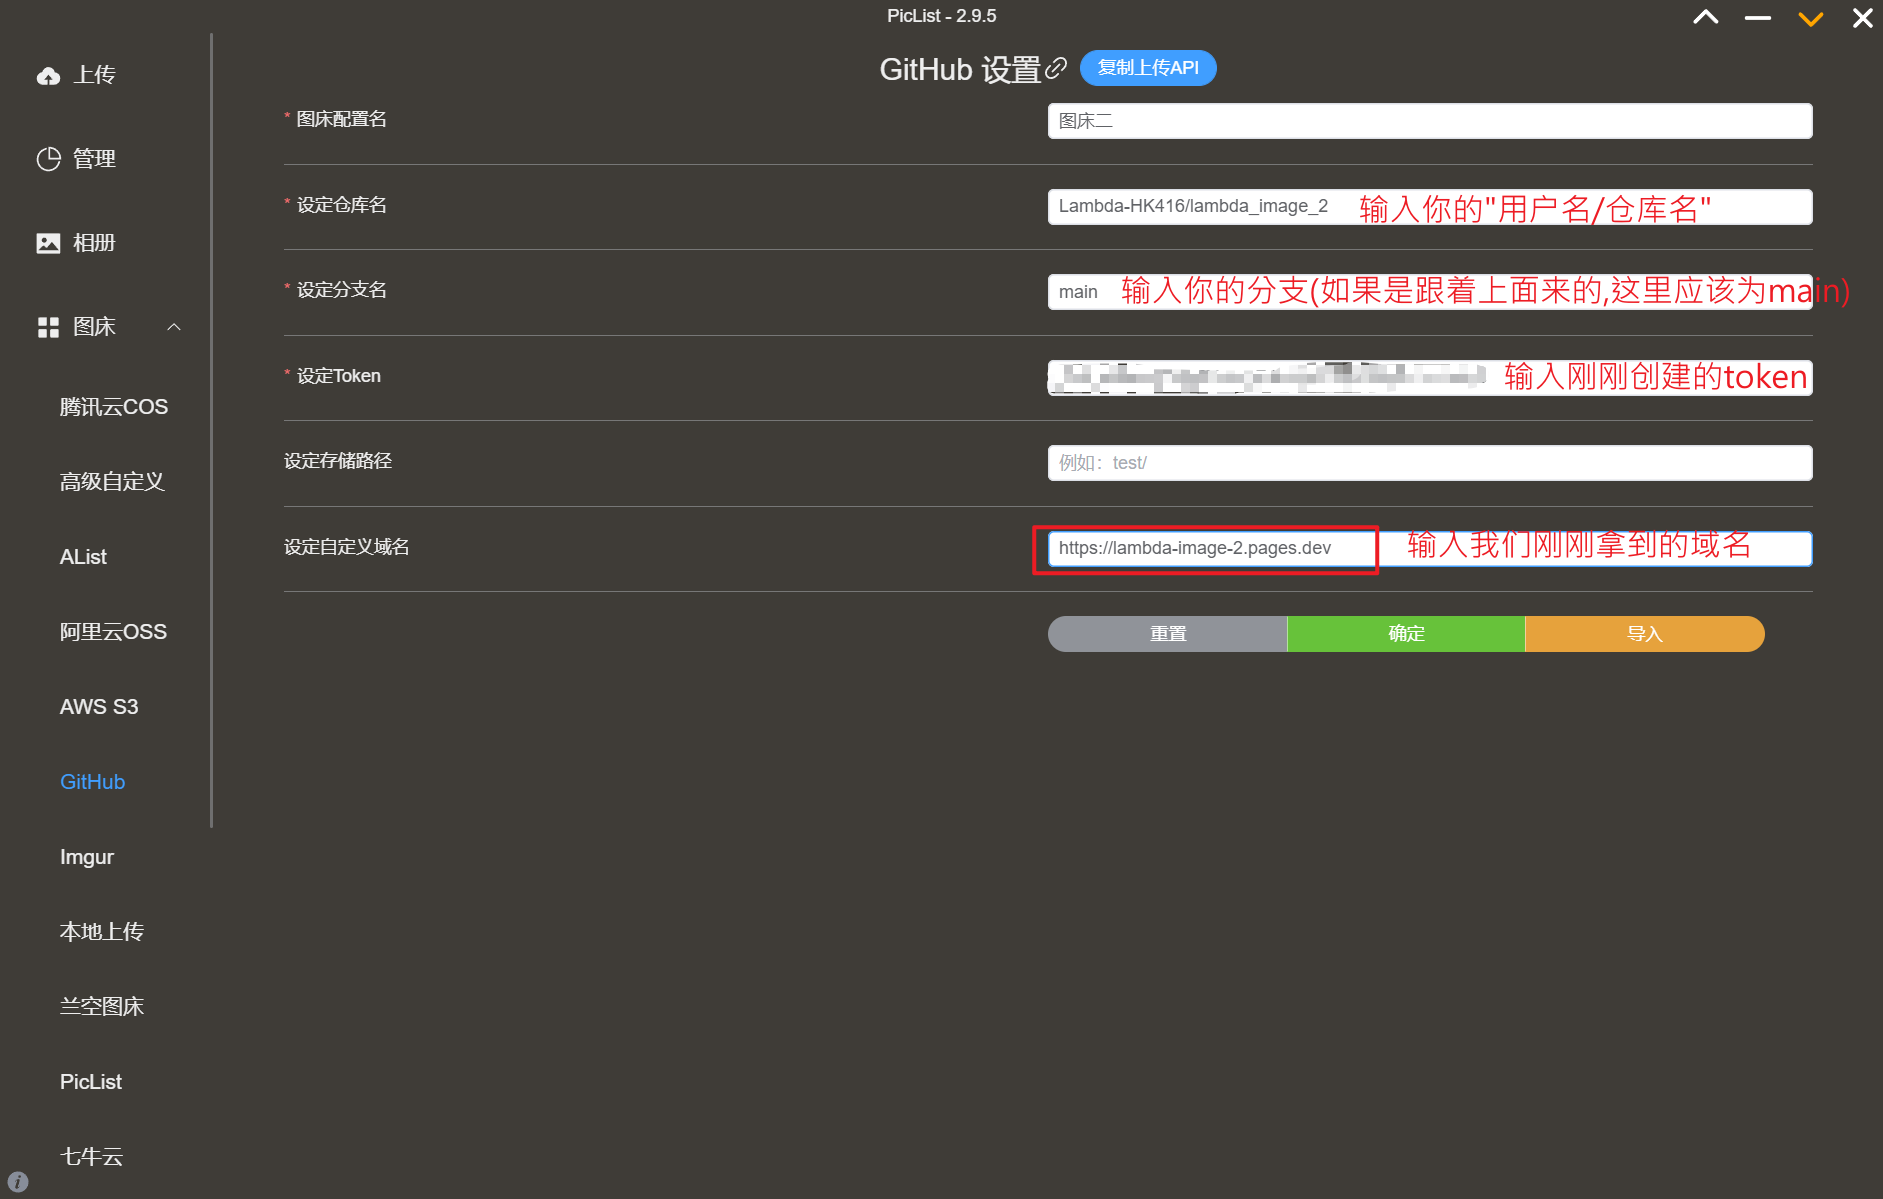 PicList - 2.9.5
上传
管理
相册
图床
腾讯云COS
高级自定义
AList
阿里云OSS
AWS S3
GitHub
Imgur
本地上传
兰空图床
PicList
七牛云
GitHub 设置
复制上传API
* 图床配置名
图床二
* 设定仓库名
Lambda-HK416/lambda_image_2 输入你的"用户名/仓库名"
* 设定分支名
main 输入你的分支(如果是跟着上面来的,这里应该为main)
* 设定Token
输入刚刚创建的token
设定存储路径
例如：test/
设定自定义域名
https://lambda-image-2.pages.dev 输入我们刚刚拿到的域名
重置
确定
导入